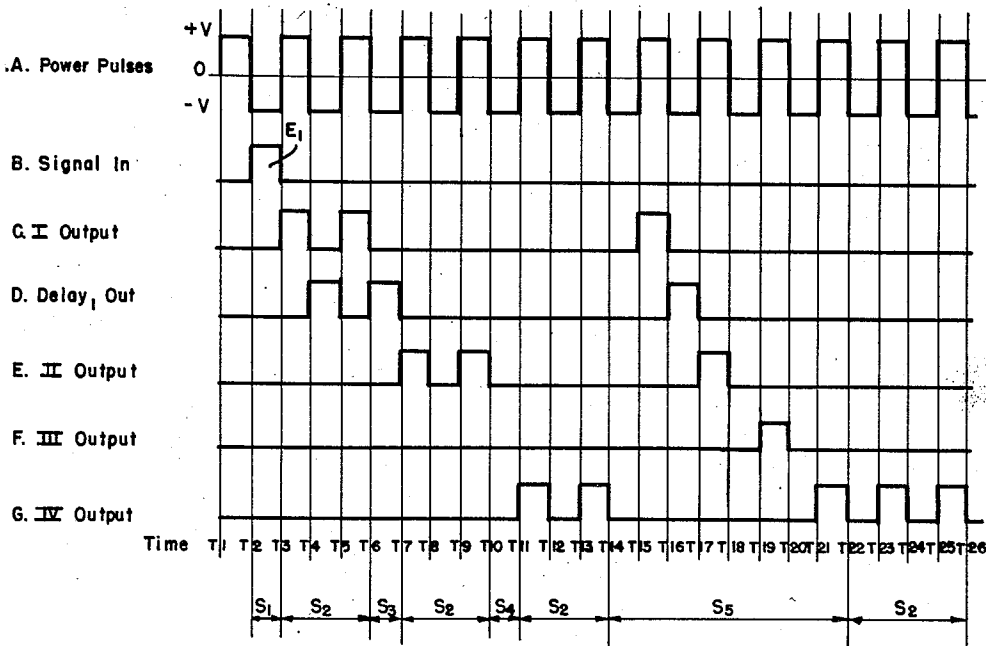 +V
.A. Power Pulses
0
-V
E1
B. Signal In
C. I Output
D. Delay1 Out
E. II Output
F. III Output
G. IV Output
Time T1 T2 T3 T4 T5 T6 T7 T8 T9 T10 T11 T12 T13 T14 T15 T16 T17 T18 T19 T20 T21 T22 T23 T24 T25 T26
S1 S2 S3 S2 S4 S2 S5 S2